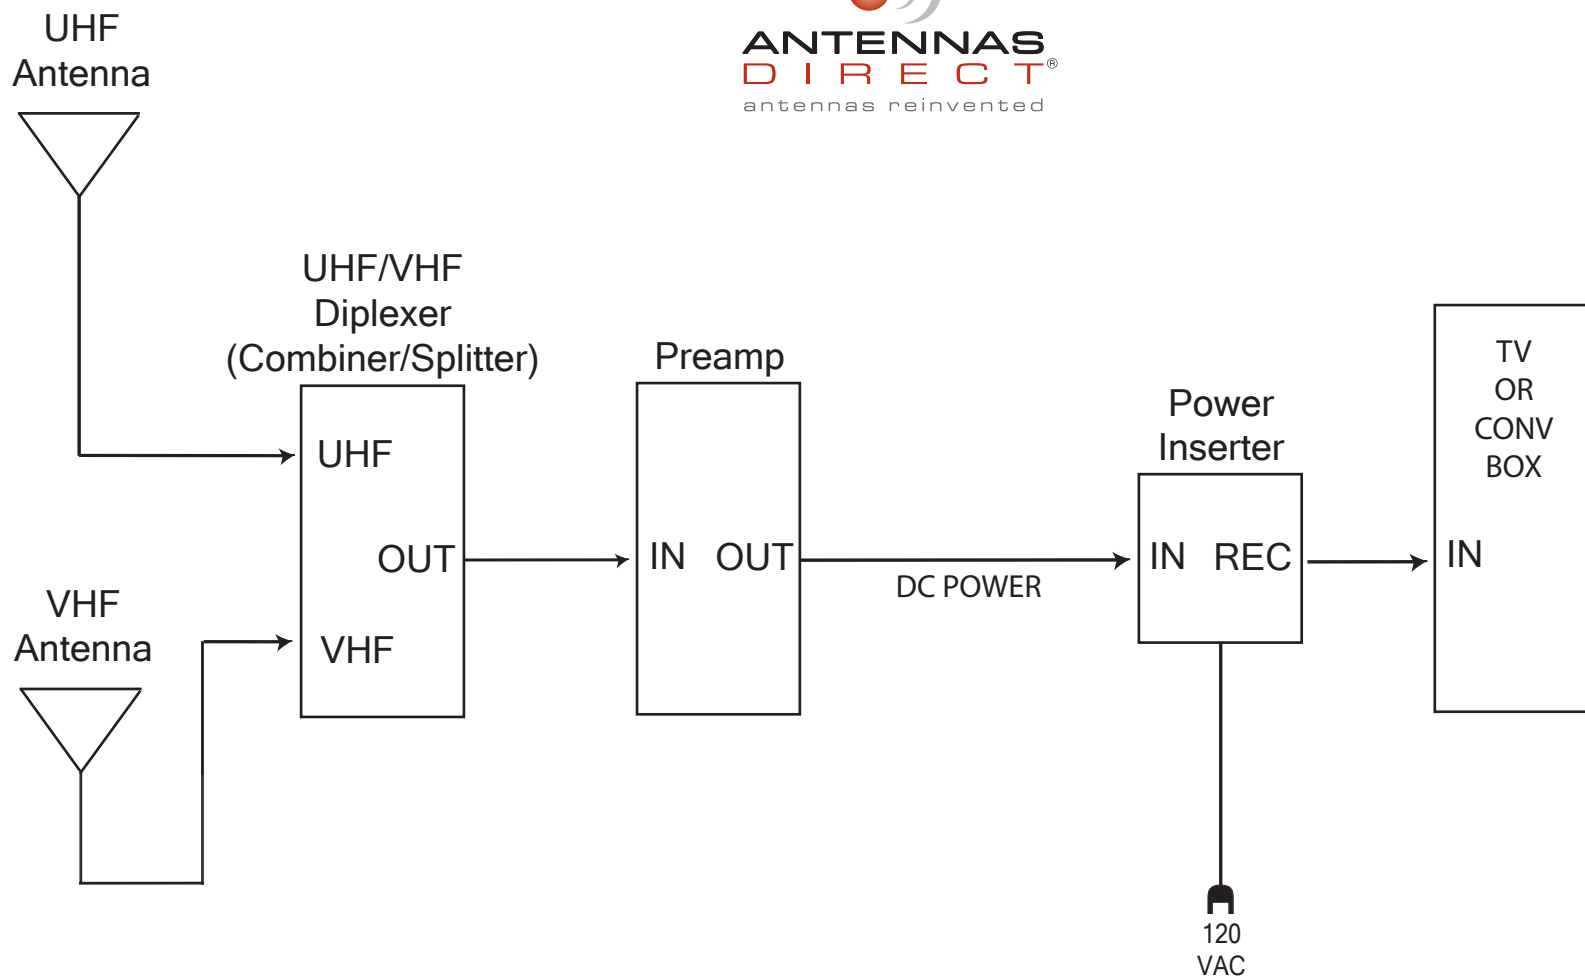 UHF
Antenna
ANTENNAS
DIRECT®
antennas reinvented
UHF/VHF
Diplexer
(Combiner/Splitter)
UHF
OUT
VHF
Preamp
IN OUT
DC POWER
Power
Inserter
IN REC
TV
OR
CONV
BOX
IN
VHF
Antenna
120
VAC